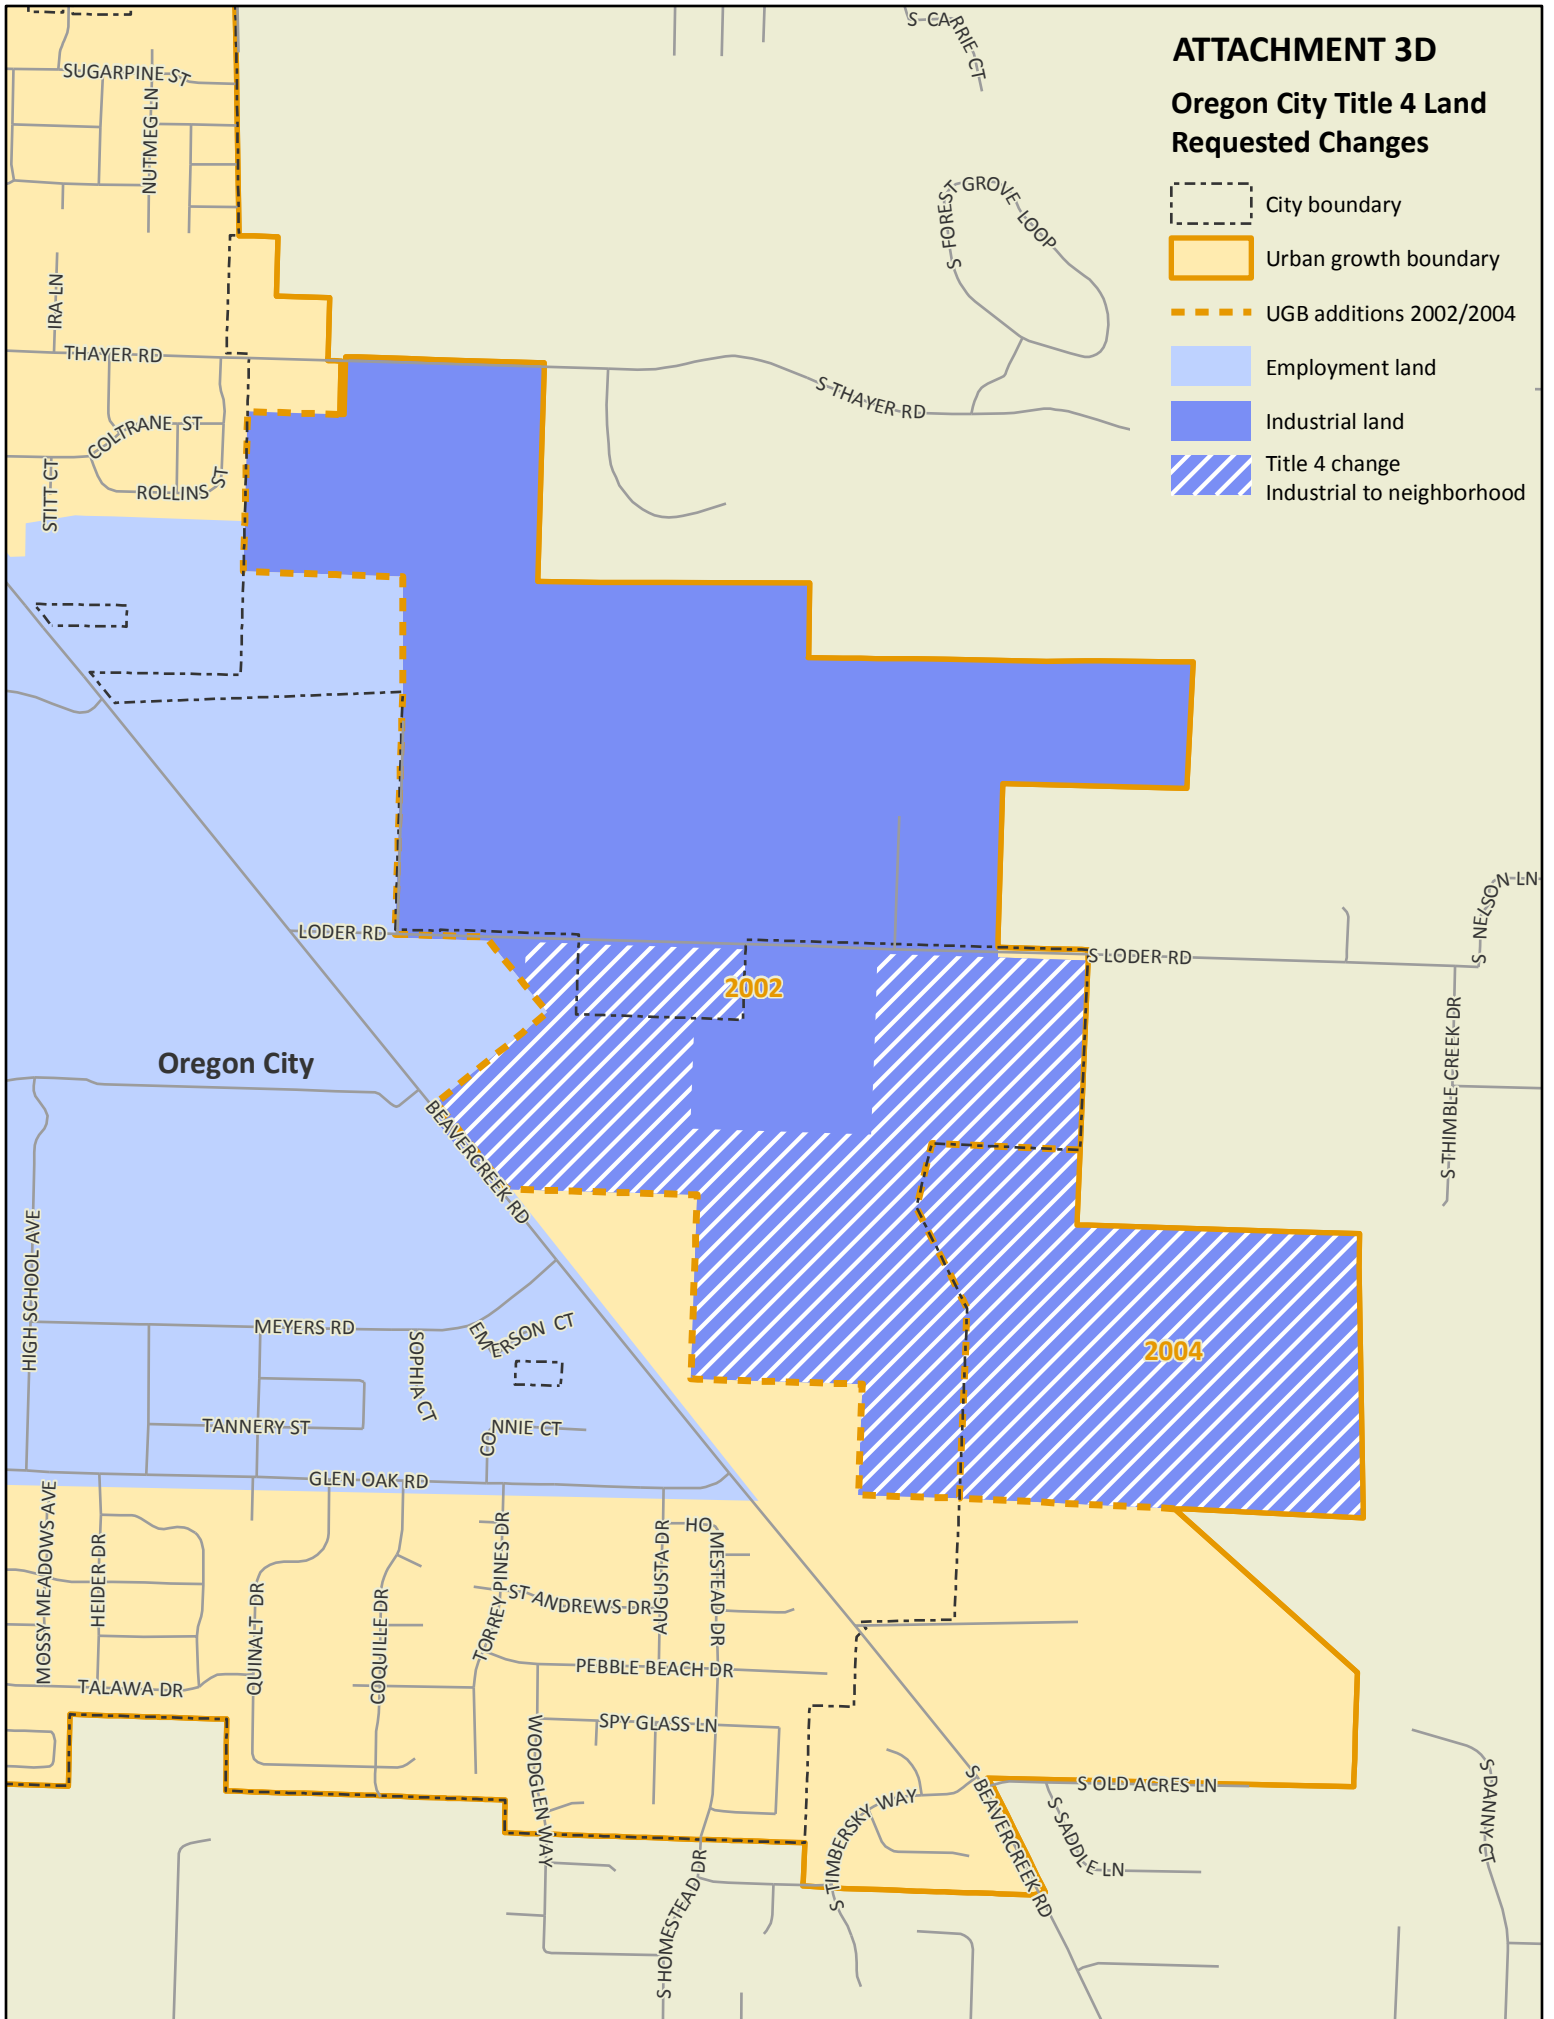 S CARRIE CT
ATTACHMENT 3D
Oregon City Title 4 Land
Requested Changes
City boundary
Urban growth boundary
UGB additions 2002/2004
Employment land
Industrial land
Title 4 change
Industrial to neighborhood
SUGARPINE ST
NUTMEG LN
IRA LN
THAYER RD
COLTRANE ST
ROLLINS ST
STITT CT
S FOREST GROVE LOOP
S THAYER RD
LODER RD
S LODER RD
S NELSON LN
S THIMBLE CREEK DR
2002
Oregon City
BEAVERCREEK RD
HIGH SCHOOL AVE
MEYERS RD
SOPHIA CT
EMERSON CT
2004
TANNERY ST
CONNIE CT
GLEN OAK RD
MOSSY MEADOWS AVE
HEIDER DR
QUINALT DR
COQUILLE DR
TORREY PINES DR
ST ANDREWS DR
AUGUSTA DR
HOMESTEAD DR
PEBBLE BEACH DR
TALAWA DR
WOODGLEN WAY
SPY GLASS LN
S TIMBERSKY WAY
S BEAVERCREEK RD
S OLD ACRES LN
S SADDLE LN
S DANNY CT
S HOMESTEAD DR